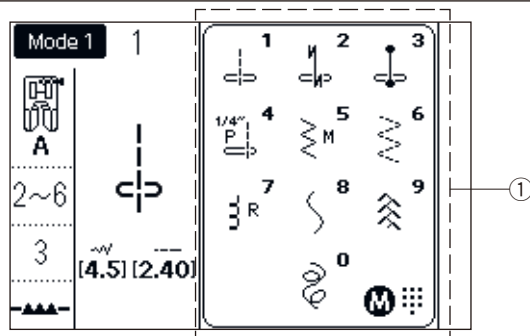 Mode 1 1
1 2 3
1/4" P 4 M 5 6
A
R 7 8 9
2~6
3
[4.5] [2.40]
0
M
1